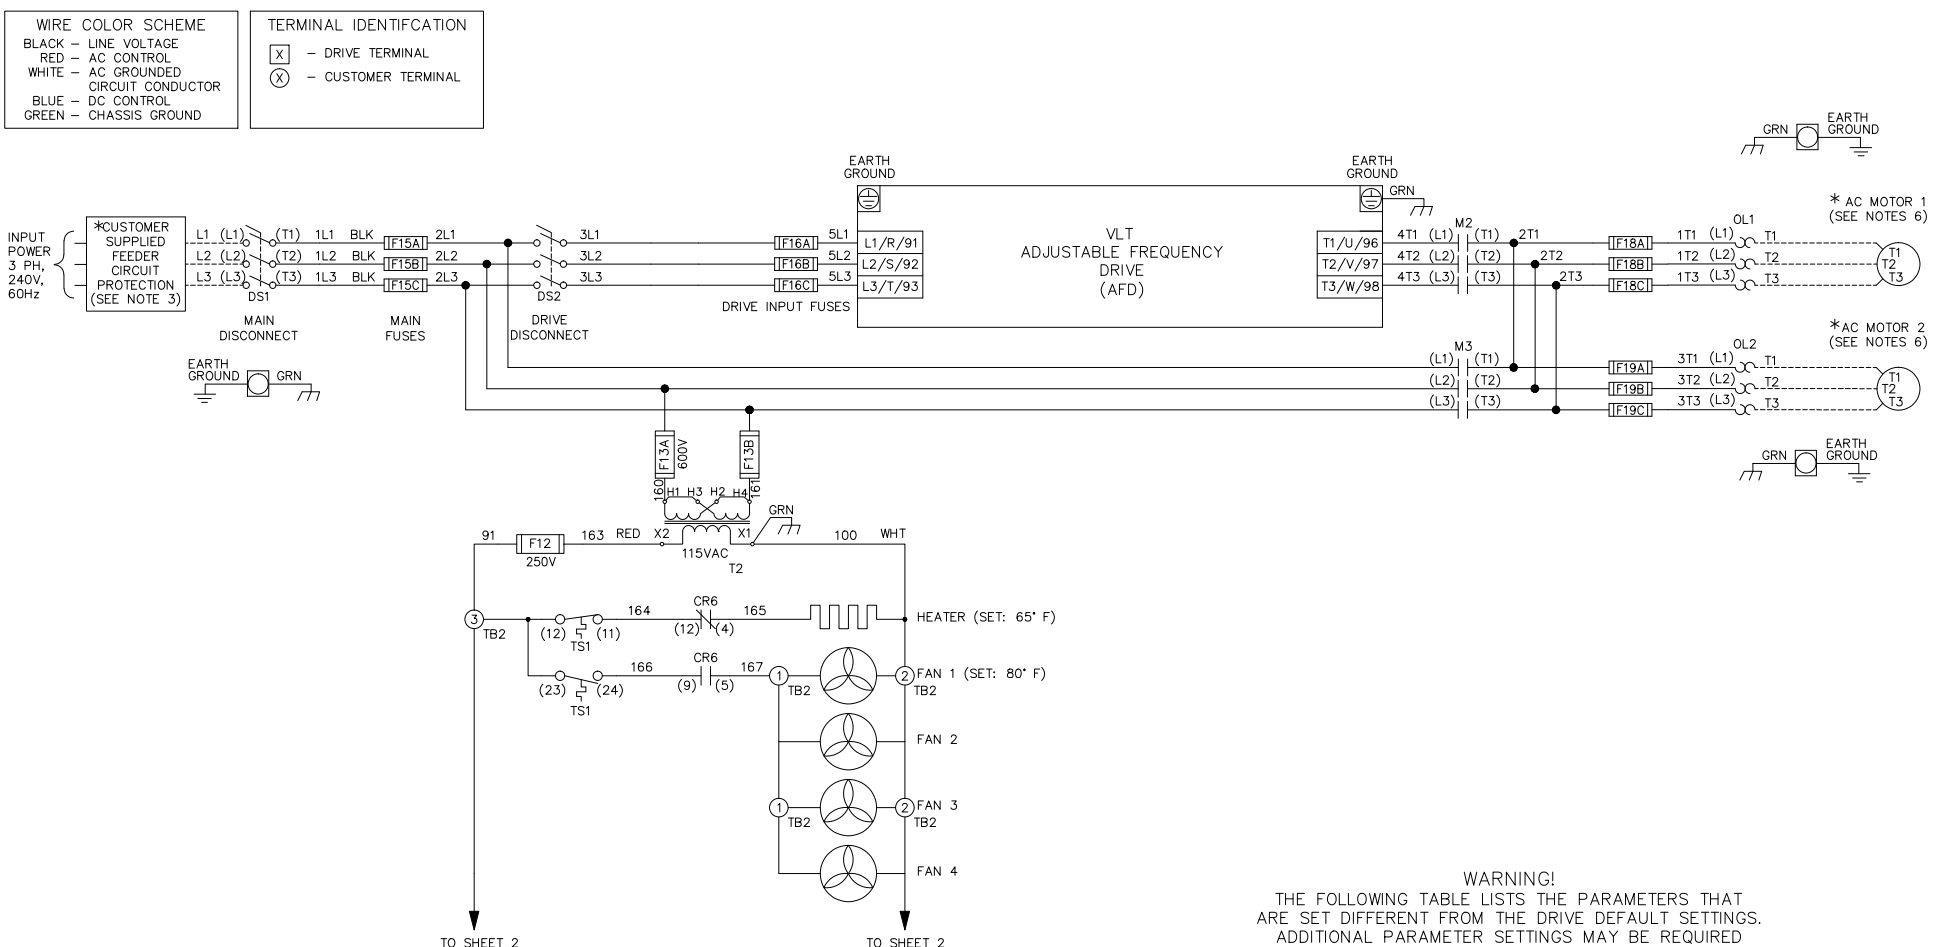 WIRE COLOR SCHEME
BLACK – LINE VOLTAGE
RED – AC CONTROL
WHITE – AC GROUNDED
CIRCUIT CONDUCTOR
BLUE – DC CONTROL
GREEN – CHASSIS GROUND
TERMINAL IDENTIFCATION
X – DRIVE TERMINAL
X – CUSTOMER TERMINAL
GRN
EARTH
GROUND
EARTH
GROUND
EARTH
GROUND
GRN
INPUT
POWER
3 PH,
240V,
60Hz
*CUSTOMER
SUPPLIED
FEEDER
CIRCUIT
PROTECTION
(SEE NOTE 3)
L1 (L1) (T1) 1L1 BLK F15A 2L1 3L1 F16A 5L1 L1/R/91
L2 (L2) (T2) 1L2 BLK F15B 2L2 3L2 F16B 5L2 L2/S/92
L3 (L3) (T3) 1L3 BLK F15C 2L3 3L3 F16C 5L3 L3/T/93
DS1
DS2
MAIN
DISCONNECT
MAIN
FUSES
DRIVE
DISCONNECT
DRIVE INPUT FUSES
VLT
ADJUSTABLE FREQUENCY
DRIVE
(AFD)
M2
OL1
T1/U/96 4T1 (L1) (T1) 2T1 F18A 1T1 (L1) T1
T2/V/97 4T2 (L2) (T2) 2T2 F18B 1T2 (L2) T2
T3/W/98 4T3 (L3) (T3) 2T3 F18C 1T3 (L3) T3
* AC MOTOR 1
(SEE NOTES 6)
T1
T2
T3
M3
OL2
(L1) (T1) F19A 3T1 (L1) T1
(L2) (T2) F19B 3T2 (L2) T2
(L3) (T3) F19C 3T3 (L3) T3
* AC MOTOR 2
(SEE NOTES 6)
T1
T2
T3
EARTH
GROUND
GRN
GRN
EARTH
GROUND
F13A
600V
F13B
160
H1 H3 H2 H4
161
GRN
91 F12 163 RED X2 X1 100 WHT
250V
115VAC
T2
3
TB2
164 CR6 165
(12) (11) (12) (4)
TS1
HEATER (SET: 65° F)
166 CR6 167
(23) (24) (9) (5)
TS1
1
TB2
2
TB2
FAN 1 (SET: 80° F)
FAN 2
1
TB2
2
TB2
FAN 3
FAN 4
TO SHEET 2
TO SHEET 2
WARNING!
THE FOLLOWING TABLE LISTS THE PARAMETERS THAT
ARE SET DIFFERENT FROM THE DRIVE DEFAULT SETTINGS.
ADDITIONAL PARAMETER SETTINGS MAY BE REQUIRED